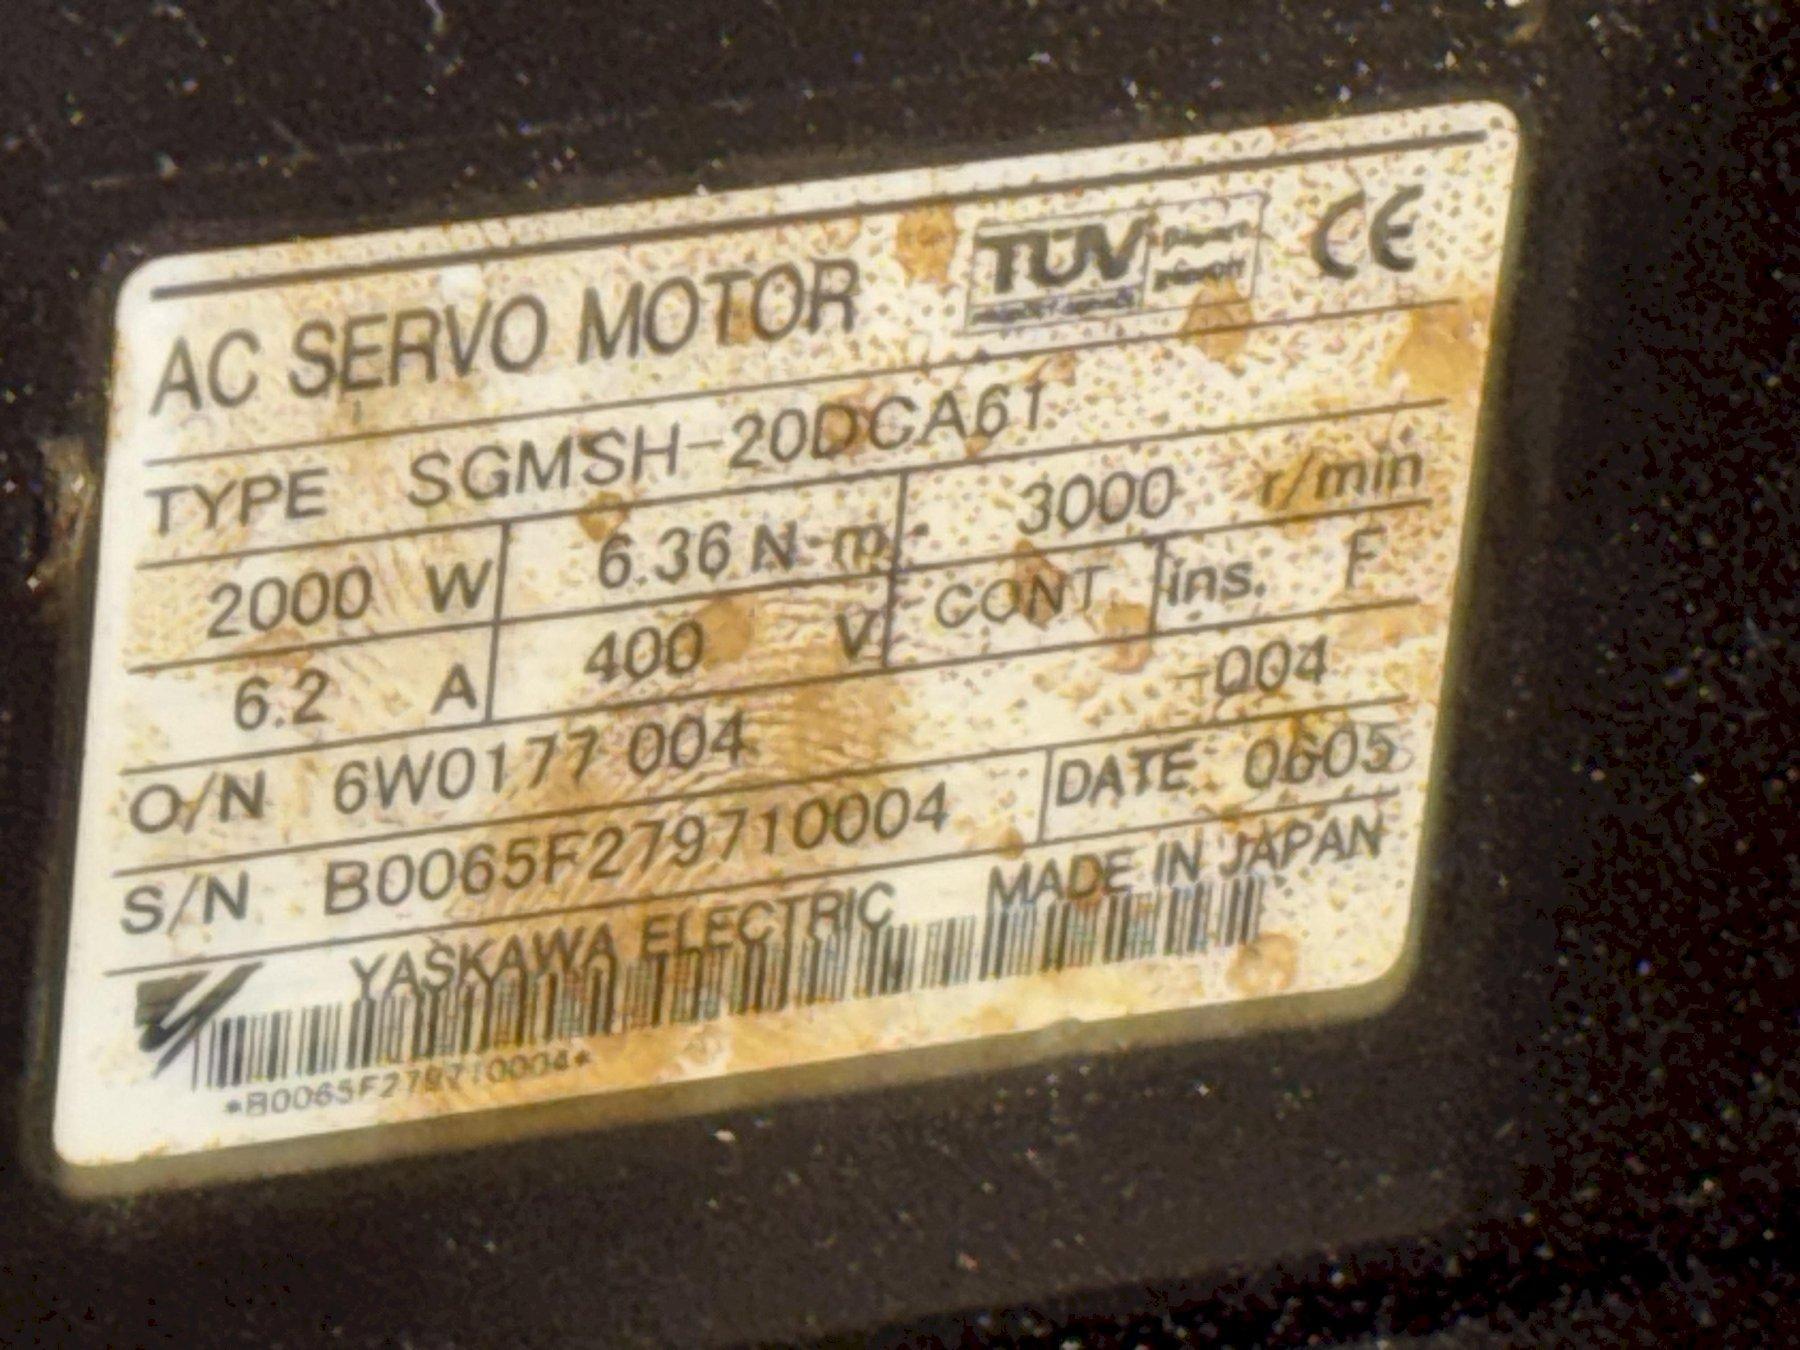 AC SERVO MOTOR TÜV CE
TYPE SGMSH-20DCA61
2000 W 6.36 N·m 3000 r/min
6.2 A 400 V CONT. ins. F
O/N 6W0177 004 -004
S/N B0065F279710004 DATE 0605
YASKAWA ELECTRIC MADE IN JAPAN
*B0065F279710004*